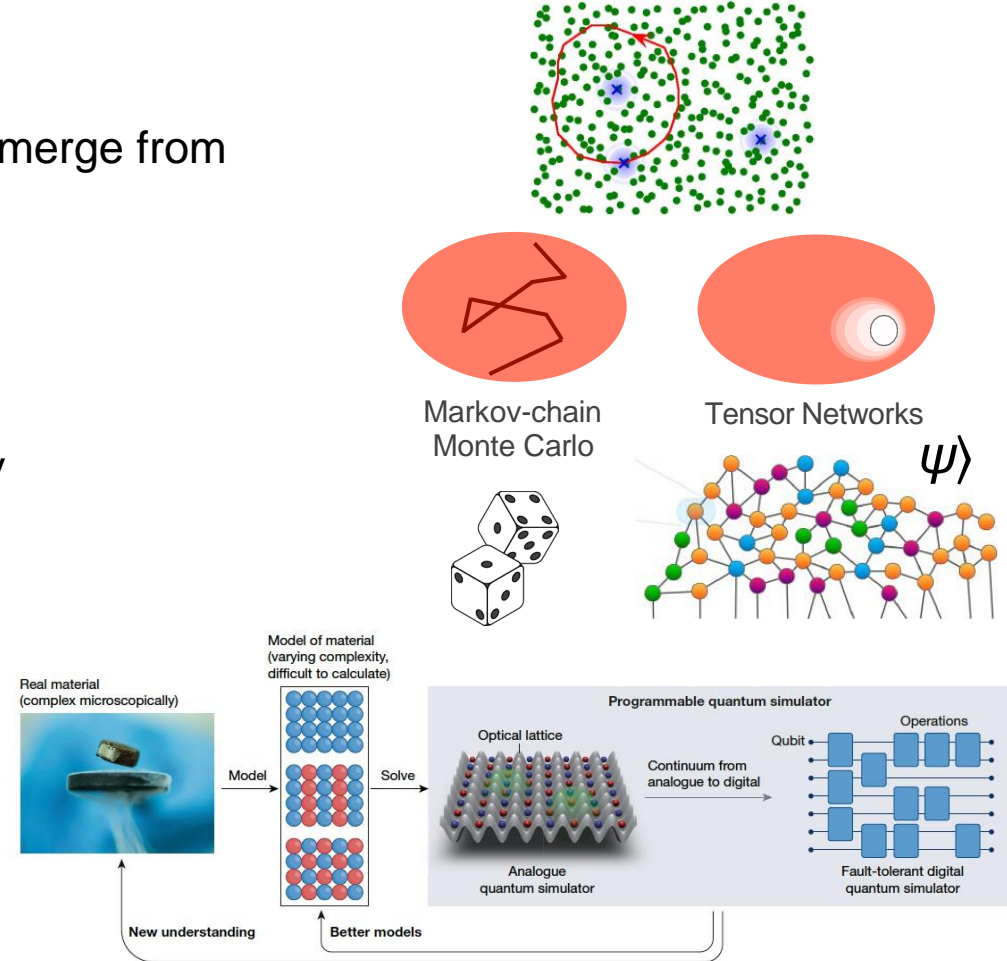 merge from
Markov-chain
Monte Carlo
Tensor Networks
ψ⟩
Model of material
(varying complexity,
difficult to calculate)
Real material
(complex microscopically)
Model
Solve
Programmable quantum simulator
Optical lattice
Continuum from
analogue to digital
Operations
Qubit
Analogue
quantum simulator
Fault-tolerant digital
quantum simulator
New understanding
Better models